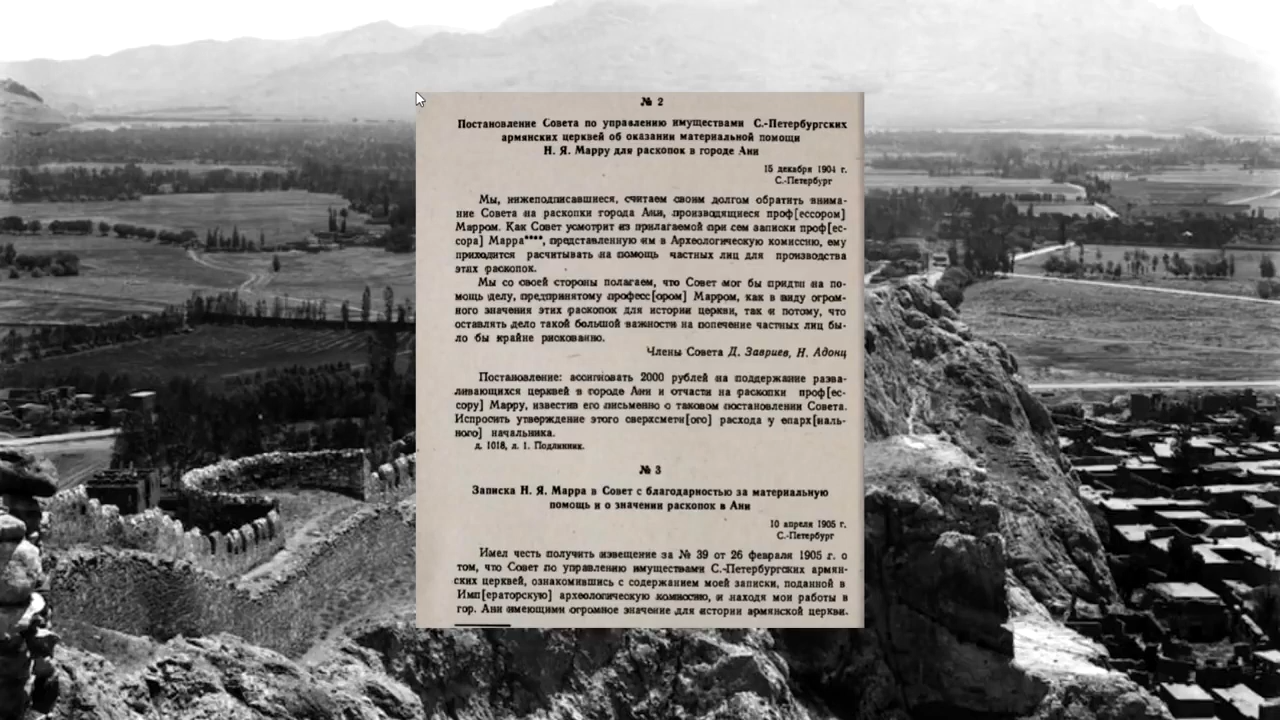 № 2
Постановление Совета по управлению имуществами С.-Петербургских
армянских церквей об оказании материальной помощи
Н. Я. Марру для раскопок в городе Ани
15 декабря 1904 г.
С.-Петербург
Мы, нижеподписавшиеся, считаем своим долгом обратить внима-
ние Совета на раскопки города Ани, производящиеся проф[ессором]
Марром. Как Совет усмотрит из прилагаемой при сем записки проф[ес-
сора] Марра****, представленную им в Археологическую комиссию, ему
приходится расчитывать на помощь частных лиц для производства
этих раскопок.
Мы со своей стороны полагаем, что Совет мог бы придти на по-
мощь делу, предпринятому професс[ором] Марром, как в виду огром-
ного значения этих раскопок для истории церкви, так и потому, что
оставлять дело такой большой важности на попечение частных лиц бы-
ло бы крайне рискованно.
Члены Совета Д. Завриев, Н. Адонц
Постановление: ассигновать 2000 рублей на поддержание разва-
ливающихся церквей в городе Ани и отчасти на раскопки проф[ес-
сору] Марру, известив его письменно о таковом постановлении Совета.
Испросить утверждение этого сверхсметн[ого] расхода у епарх[иаль-
ного] начальника.
д. 1018, л. 1. Подлинник.
№ 3
Записка Н. Я. Марра в Совет с благодарностью за материальную
помощь и о значении раскопок в Ани
10 апреля 1905 г.
С.-Петербург
Имел честь получить извещение за № 39 от 26 февраля 1905 г. о
том, что Совет по управлению имуществами С.-Петербургских армян-
ских церквей, ознакомившись с содержанием моей записки, поданной в
Имп[ераторскую] археологическую комиссию, и находя мои работы в
гор. Ани имеющими огромное значение для истории армянской церкви.